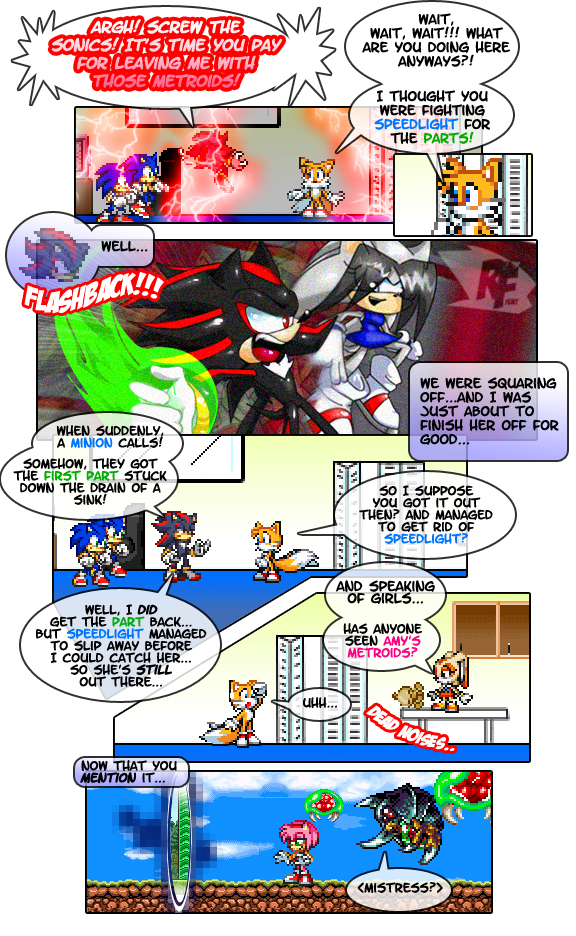 ARGH! SCREW THE
SONICS! IT'S TIME YOU PAY
FOR LEAVING ME WITH
THOSE METROIDS!
WAIT,
WAIT, WAIT!!! WHAT
ARE YOU DOING HERE
ANYWAYS?!
I THOUGHT YOU
WERE FIGHTING
SPEEDLIGHT FOR
THE PARTS!
WELL...
FLASHBACK!!!
WE WERE SQUARING
OFF...AND I WAS
JUST ABOUT TO
FINISH HER OFF FOR
GOOD...
WHEN SUDDENLY,
A MINION CALLS!
SOMEHOW, THEY GOT
THE FIRST PART STUCK
DOWN THE DRAIN OF A
SINK!
SO I SUPPOSE
YOU GOT IT OUT
THEN? AND MANAGED
TO GET RID OF
SPEEDLIGHT?
WELL, I DID
GET THE PART BACK...
BUT SPEEDLIGHT MANAGED
TO SLIP AWAY BEFORE
I COULD CATCH HER...
SO SHE'S STILL
OUT THERE...
AND SPEAKING
OF GIRLS...
HAS ANYONE
SEEN AMY'S
METROIDS?
UHH...
DEAD NOISES..
NOW THAT YOU
MENTION IT...
<MISTRESS?>